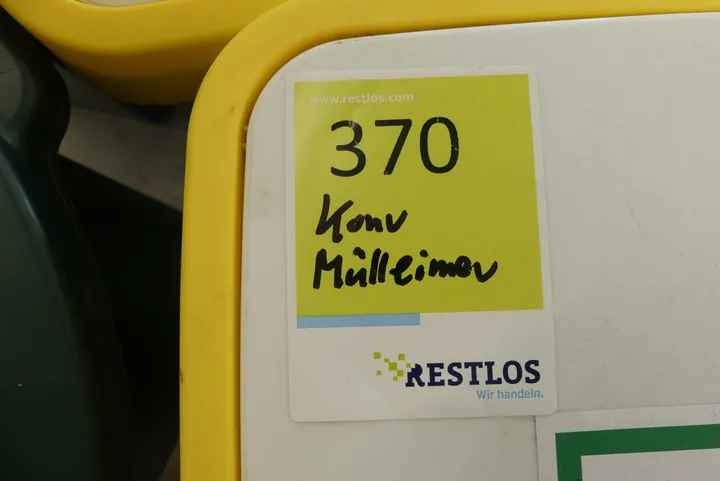 www.restlos.com
370
Konv
Mülleimer
RESTLOS
Wir handeln.